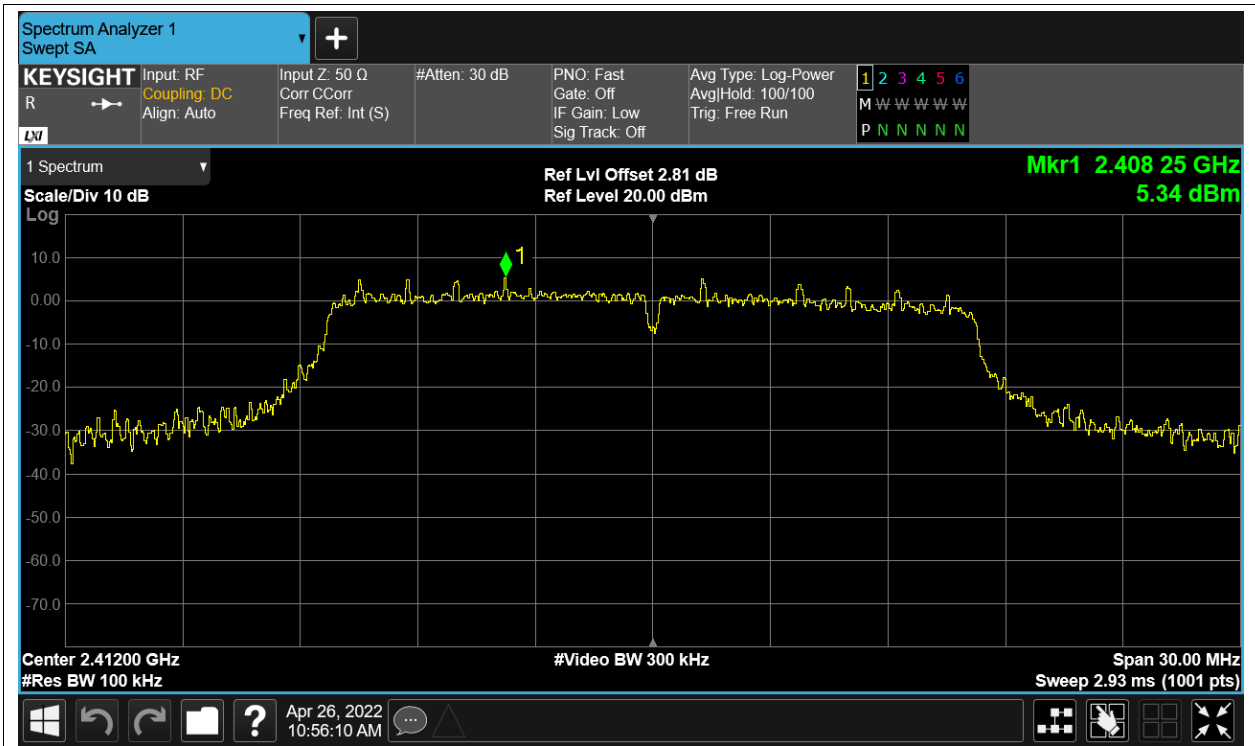 Spectrum Analyzer 1
Swept SA
KEYSIGHT
R
LXI
Input: RF
Coupling: DC
Align: Auto
Input Z: 50 Ω
Corr CCorr
Freq Ref: Int (S)
#Atten: 30 dB
PNO: Fast
Gate: Off
IF Gain: Low
Sig Track: Off
Avg Type: Log-Power
Avg|Hold: 100/100
Trig: Free Run
1 2 3 4 5 6
M W W W W W
P N N N N N
1 Spectrum
Scale/Div 10 dB
Log
Ref Lvl Offset 2.81 dB
Ref Level 20.00 dBm
Mkr1 2.408 25 GHz
5.34 dBm
1
10.0
0.00
-10.0
-20.0
-30.0
-40.0
-50.0
-60.0
-70.0
Center 2.41200 GHz
#Res BW 100 kHz
#Video BW 300 kHz
Span 30.00 MHz
Sweep 2.93 ms (1001 pts)
?
Apr 26, 2022
10:56:10 AM